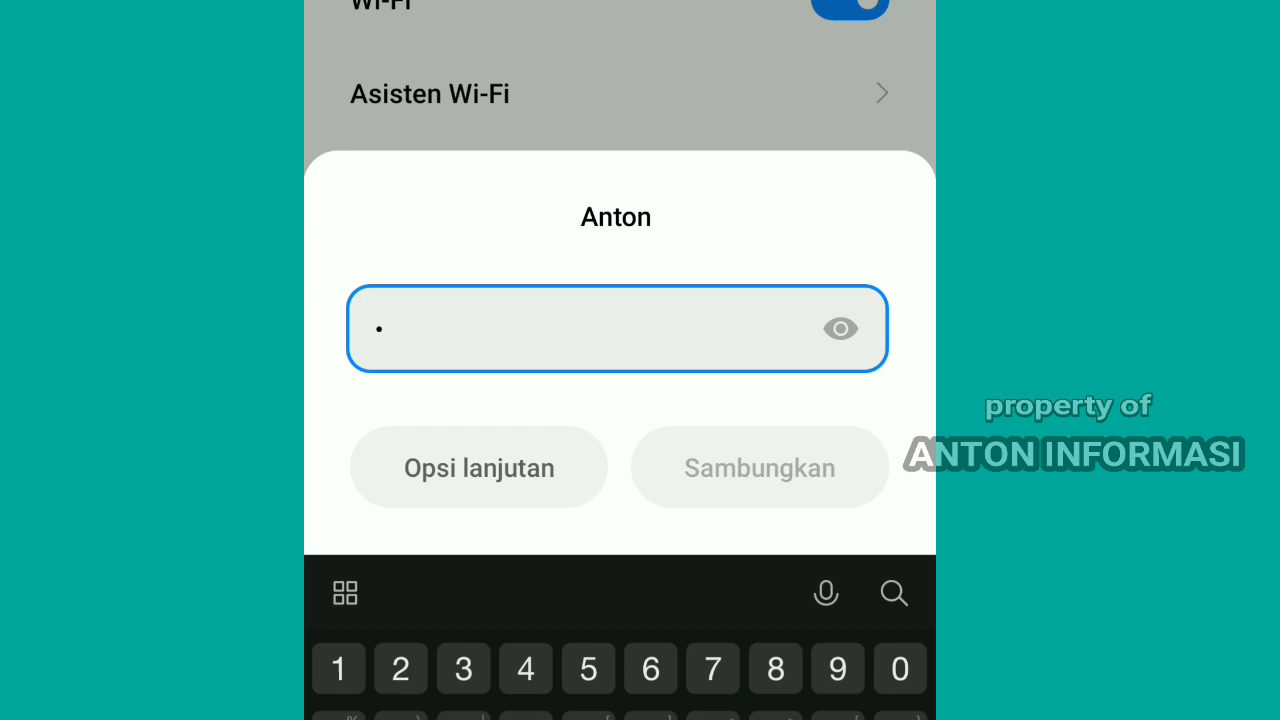 Wi-Fi
Asisten Wi-Fi
Anton
•
Opsi lanjutan
Sambungkan
property of
ANTON INFORMASI
1 2 3 4 5 6 7 8 9 0